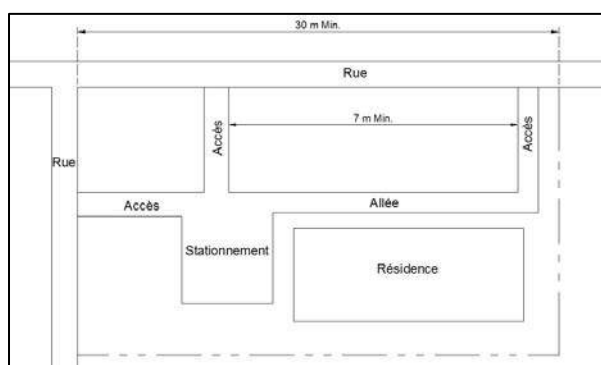 30 m Min.
Rue
Accès
7 m Min.
Accès
Rue
Accès
Allée
Stationnement
Résidence